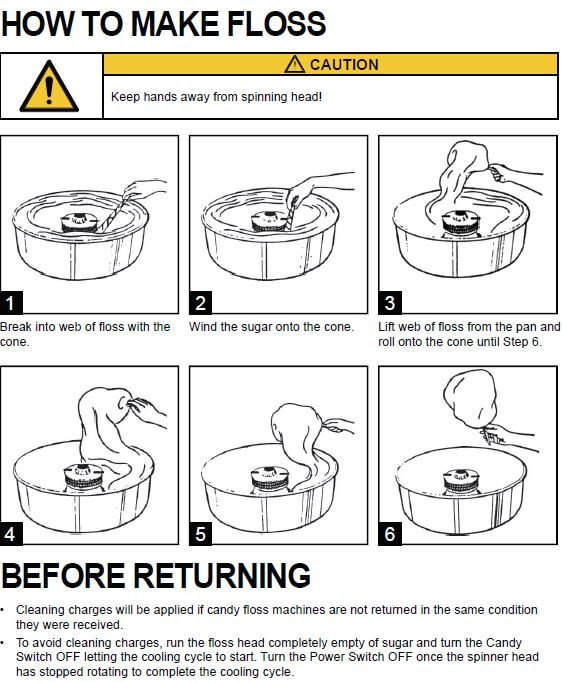 HOW TO MAKE FLOSS
CAUTION
Keep hands away from spinning head!
1
Break into web of floss with the
cone.
2
Wind the sugar onto the cone.
3
Lift web of floss from the pan and
roll onto the cone until Step 6.
4
5
6
BEFORE RETURNING
• Cleaning charges will be applied if candy floss machines are not returned in the same condition
they were received.
• To avoid cleaning charges, run the floss head completely empty of sugar and turn the Candy
Switch OFF letting the cooling cycle to start. Turn the Power Switch OFF once the spinner head
has stopped rotating to complete the cooling cycle.